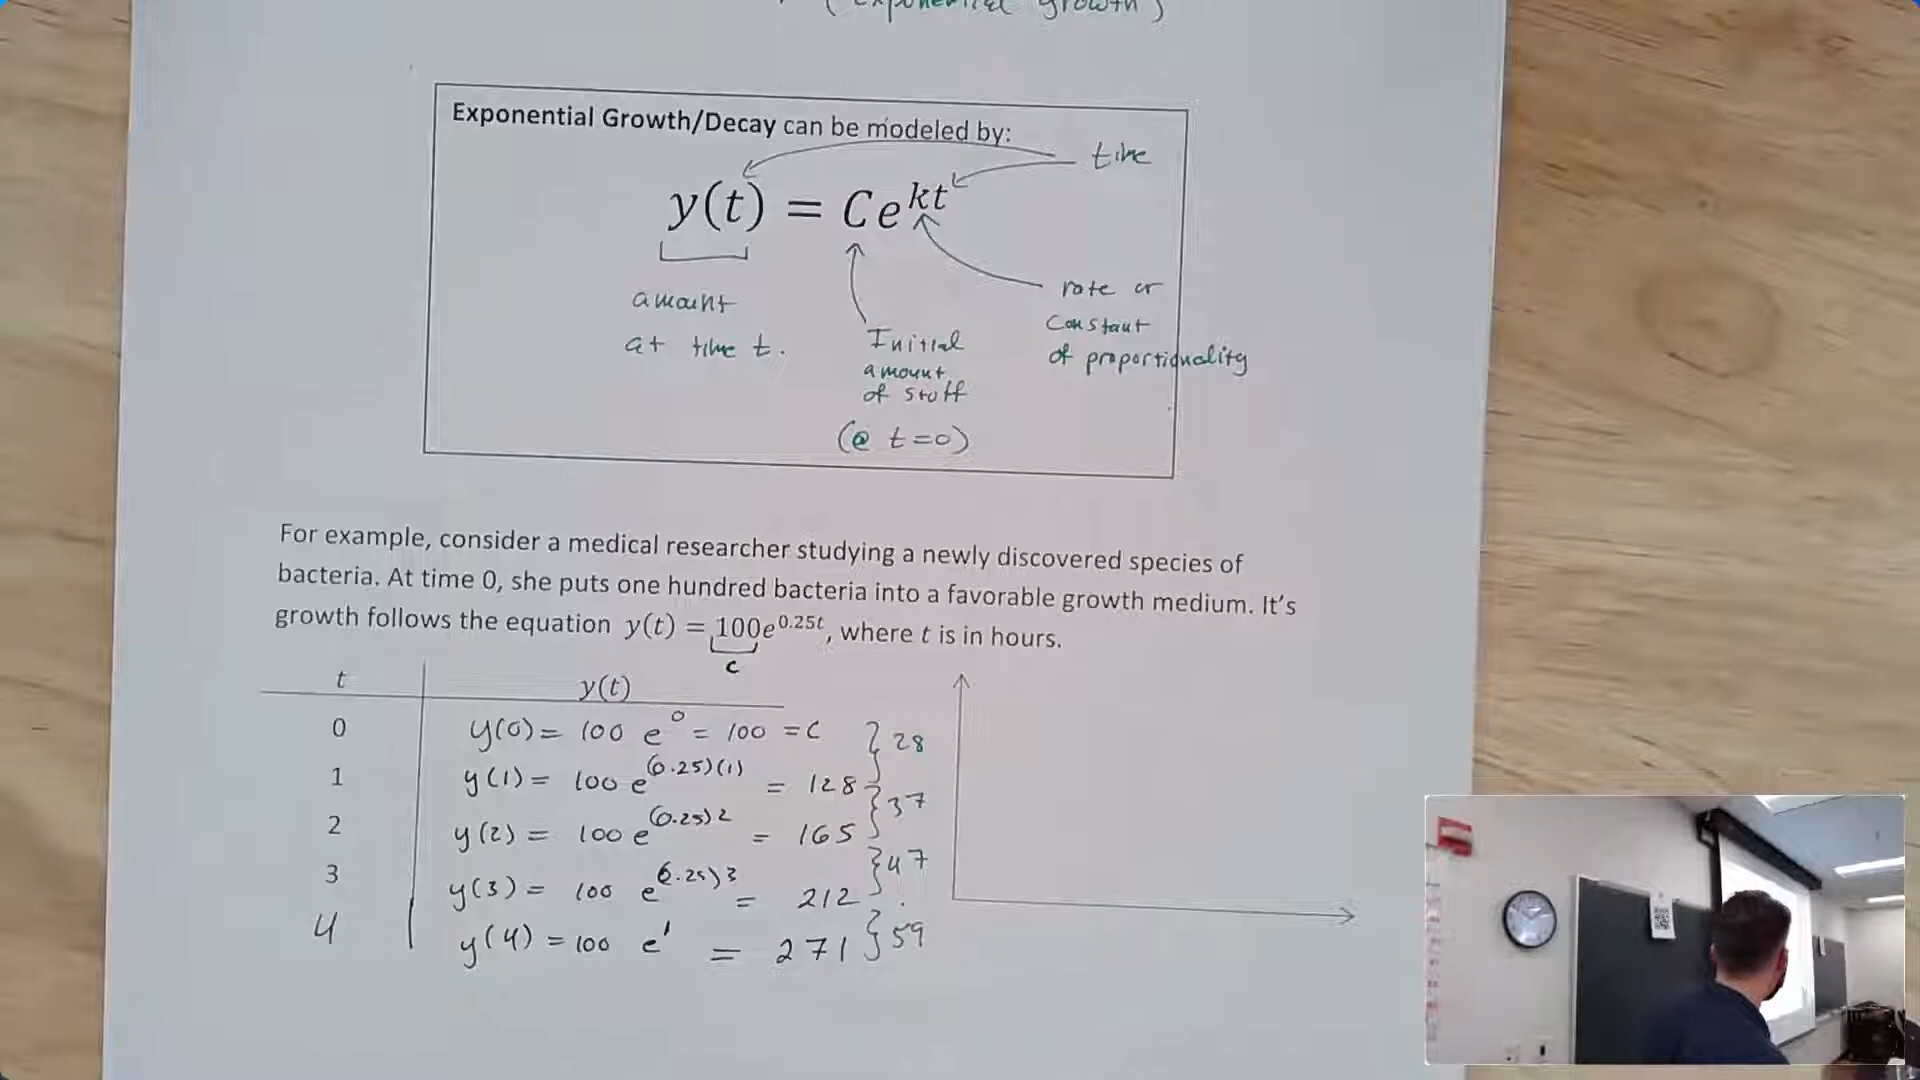 (exponential growth)
Exponential Growth/Decay can be modeled by:
time
y(t) = Ce^{kt}
amount
at time t.
Initial
amount
of stuff
(@ t=0)
rate or
constant
of proportionality
For example, consider a medical researcher studying a newly discovered species of
bacteria. At time 0, she puts one hundred bacteria into a favorable growth medium. It's
growth follows the equation y(t) = 100e^{0.25t}, where t is in hours.
C
t y(t)
0 y(0) = 100 e^0 = 100 = C } 28
1 y(1) = 100 e^{(0.25)(1)} = 128 } 37
2 y(2) = 100 e^{(0.25)2} = 165 } 47
3 y(3) = 100 e^{(0.25)3} = 212 } 59
4 y(4) = 100 e^1 = 271